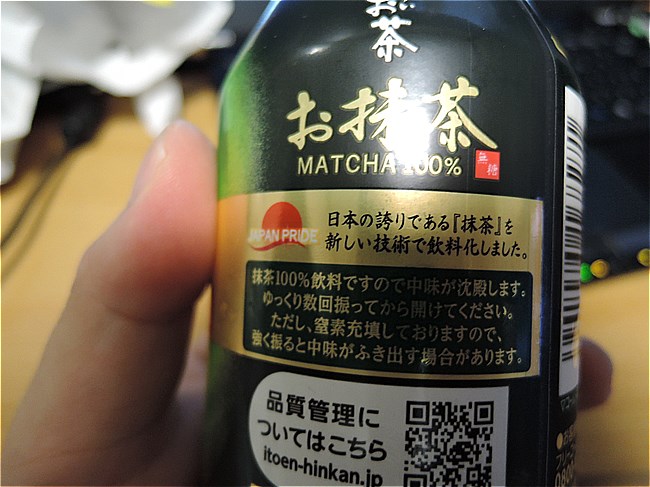 お茶
お抹茶
MATCHA 100%
無糖
JAPAN PRIDE
日本の誇りである『抹茶』を
新しい技術で飲料化しました。
抹茶100%飲料ですので中味が沈殿します。
ゆっくり数回振ってから開けてください。
ただし、窒素充填しておりますので、
強く振ると中味がふき出す場合があります。
品質管理に
ついてはこちら
itoen-hinkan.jp